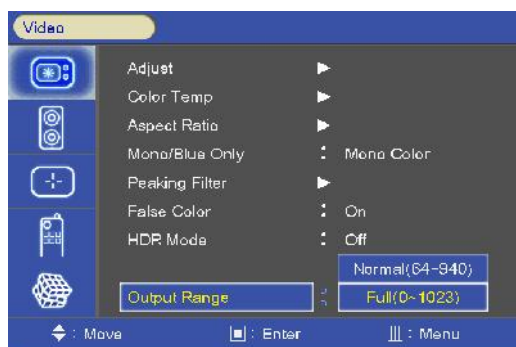 Video
Adjust ▶
Color Temp ▶
Aspect Ratio ▶
Mono/Blue Only : Mono Color
Peaking Filter ▶
False Color : On
HDR Mode : Off
Normal(64~940)
Output Range : Full(0~1023)
: Move : Enter : Menu